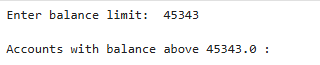 Enter balance limit:  45343
Accounts with balance above 45343.0 :